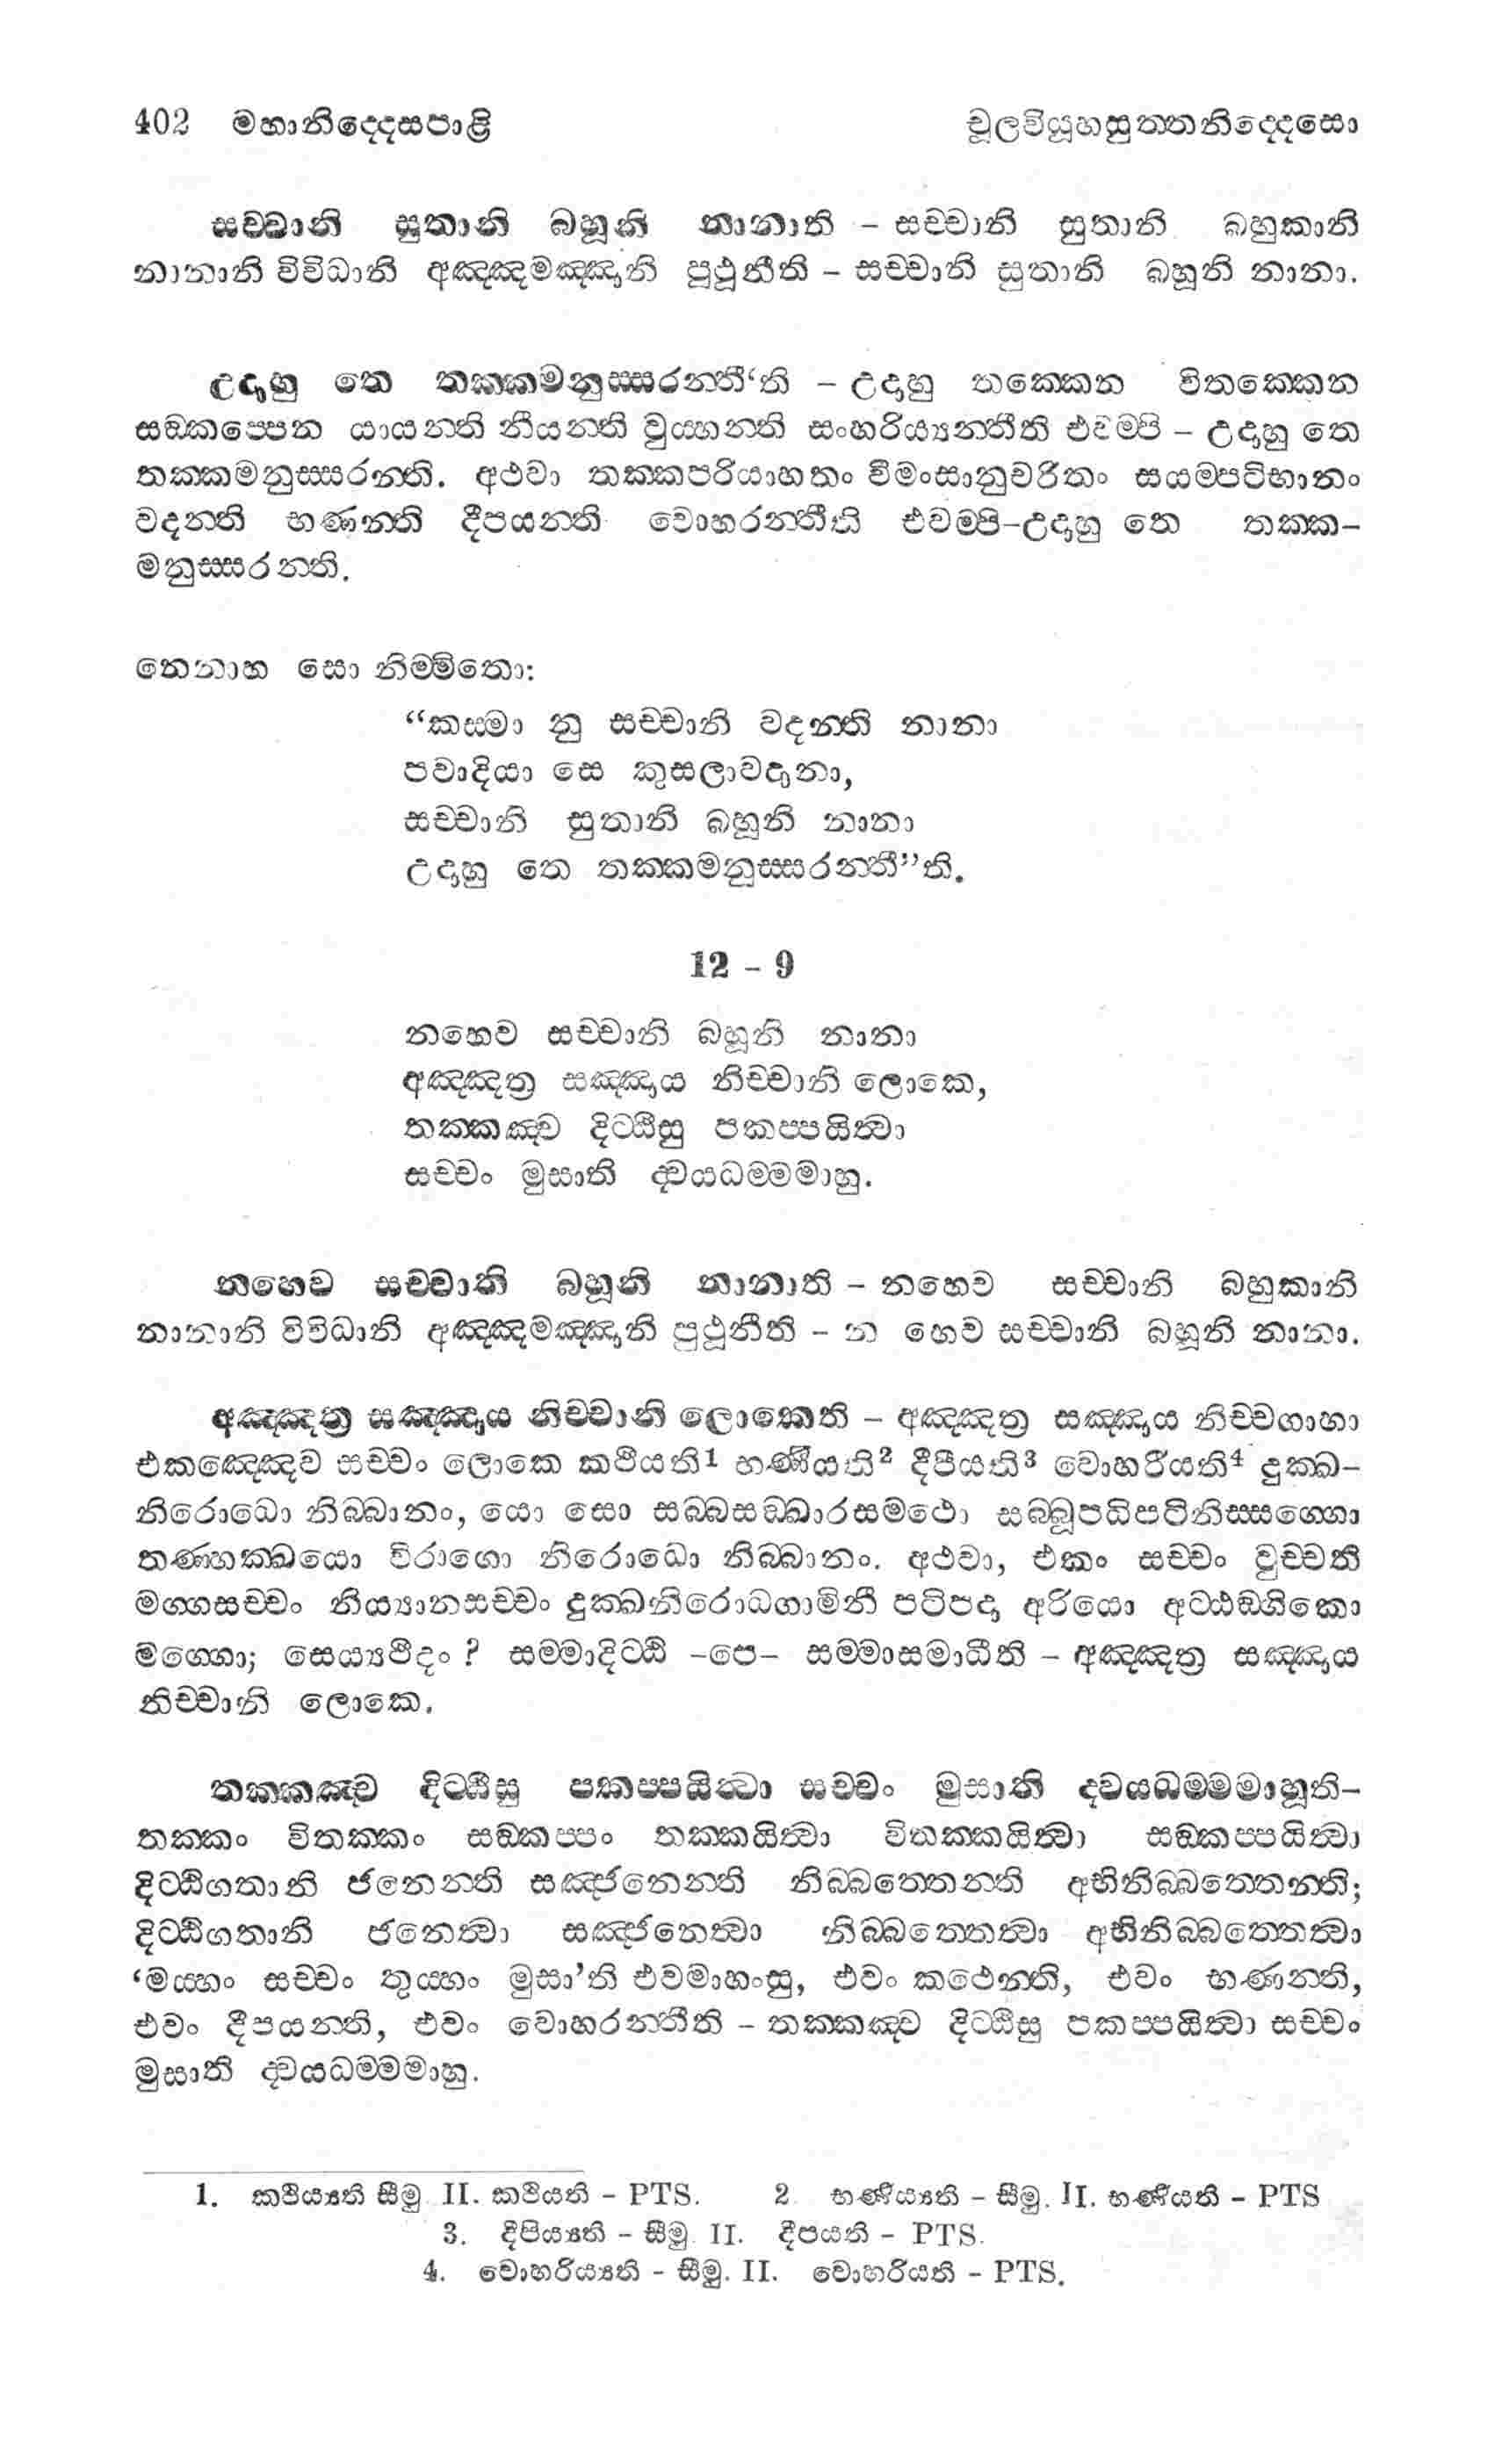 402 මහානිද්දෙසපාළි චූලවියූහසුත්තනිද්දෙසො
සච්චානි සුතානි බහූනි නානාති – සච්චානි සුතානි බහුකානි
නානානි විවිධානි අඤ්ඤමඤ්ඤානි පුථූනීති – සච්චානි සුතානි බහූනි නානා.
උදාහු තෙ තක්කමනුස්සරන්තී‘ති – උදාහු තක්කෙන විතක්කෙන
සඞ්කප්පෙන යායන්ති නීයන්ති වුය්හන්ති සංහරිය්‍යන්තීති එවම්පි – උදාහු තෙ
තක්කමනුස්සරන්ති. අථවා තක්කපරියාහතං වීමංසානුචරිතං සයම්පටිභානං
වදන්ති භණන්ති දීපයන්ති වොහරන්තීති එවම්පි–උදාහු තෙ තක්ක–
මනුස්සරන්ති.
තෙනාහ සො නිම්මිතො:
“කස්මා නු සච්චානි වදන්ති නානා
පවාදියා සෙ කුසලාවදානා,
සච්චානි සුතානි බහූනි නානා
උදාහු තෙ තක්කමනුස්සරන්තී”ති.
12 – 9
නහෙව සච්චානි බහූනි නානා
අඤ්ඤත්‍ර සඤ්ඤාය නිච්චානි ලොකෙ,
තක්කඤ්ච දිට්ඨීසු පකප්පයිත්වා
සච්චං මුසාති ද්වයධම්මමාහු.
නහෙව සච්චානි බහූනි නානාති – නහෙව සච්චානි බහුකානි
නානානි විවිධානි අඤ්ඤමඤ්ඤානි පුථූනීති – න හෙව සච්චානි බහූනි නානා.
අඤ්ඤත්‍ර සඤ්ඤාය නිච්චානි ලොකෙති – අඤ්ඤත්‍ර සඤ්ඤාය නිච්චගාහා
එකඤ්ඤෙව සච්චං ලොකෙ කථීයති¹ භණීයති² දීපීයති³ වොහරීයති⁴ දුක්ඛ–
නිරොධො නිබ්බානං, යො සො සබ්බසඞ්ඛාරසමථො සබ්බූපධිපටිනිස්සග්ගො
තණ්හක්ඛයො විරාගො නිරොධො නිබ්බානං. අථවා, එකං සච්චං වුච්චති
මග්ගසච්චං නිය්‍යානසච්චං දුක්ඛනිරොධගාමිනී පටිපදා අරියො අට්ඨඞ්ගිකො
මග්ගො; සෙය්‍යථීදං ? සම්මාදිට්ඨි –පෙ– සම්මාසමාධීති – අඤ්ඤත්‍ර සඤ්ඤාය
නිච්චානි ලොකෙ.
තක්කඤ්ච දිට්ඨීසු පකප්පයිත්වා සච්චං මුසාති ද්වයධම්මමාහූති–
තක්කං විතක්කං සඞ්කප්පං තක්කයිත්වා විතක්කයිත්වා සඞ්කප්පයිත්වා
දිට්ඨිගතානි ජනෙන්ති සඤ්ජනෙන්ති නිබ්බත්තෙන්ති අභිනිබ්බත්තෙන්ති;
දිට්ඨිගතානි ජනෙත්වා සඤ්ජනෙත්වා නිබ්බත්තෙත්වා අභිනිබ්බත්තෙත්වා
‘මය්හං සච්චං තුය්හං මුසා’ති එවමාහංසු, එවං කථෙන්ති, එවං භණන්ති,
එවං දීපයන්ති, එවං වොහරන්තීති – තක්කඤ්ච දිට්ඨීසු පකප්පයිත්වා සච්චං
මුසාති ද්වයධම්මමාහු.
1. කථිය්‍යති සීමු II. කථියති – PTS. 2 භණිය්‍යති – සීමු. II. භණියති – PTS
3. දීපිය්‍යති – සීමු. II. දීපයති – PTS.
4. වොහරිය්‍යති – සීමු. II. වොහරියති – PTS.